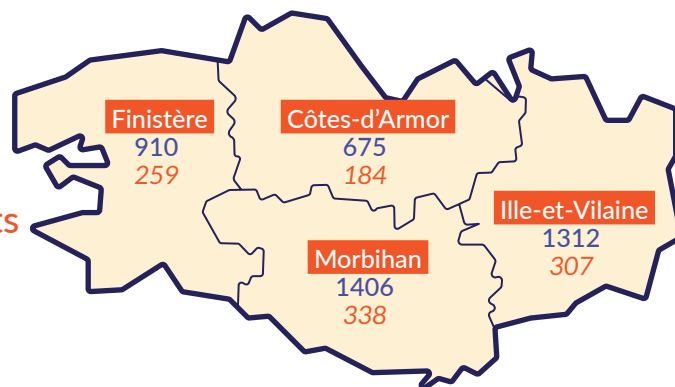 Finistère
910
259
Côtes-d'Armor
675
184
Ille-et-Vilaine
1312
307
Morbihan
1406
338